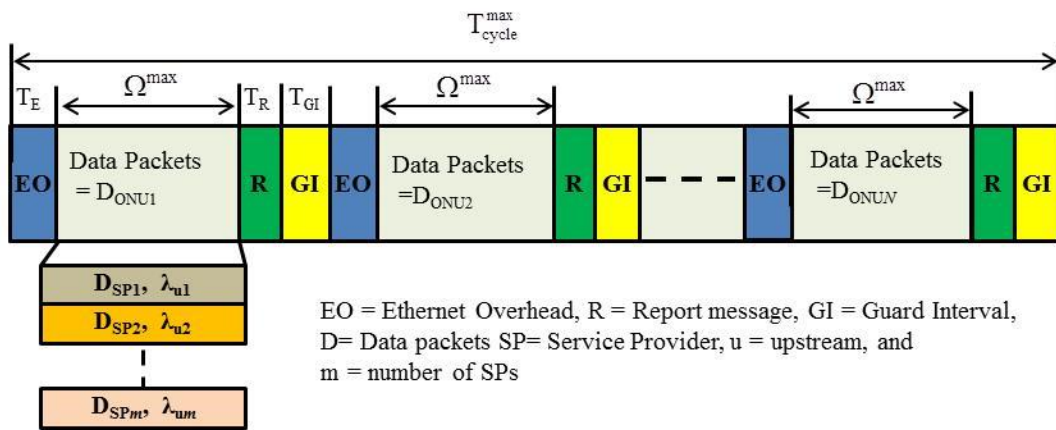 T_cycle^max
T_E Ω^max T_R T_GI Ω^max Ω^max
EO Data Packets = D_ONU1 R GI EO Data Packets =D_ONU2 R GI EO Data Packets =D_ONUN R GI
D_SP1, λ_u1
D_SP2, λ_u2
D_SPm, λ_um
EO = Ethernet Overhead, R = Report message, GI = Guard Interval,
D= Data packets SP= Service Provider, u = upstream, and
m = number of SPs